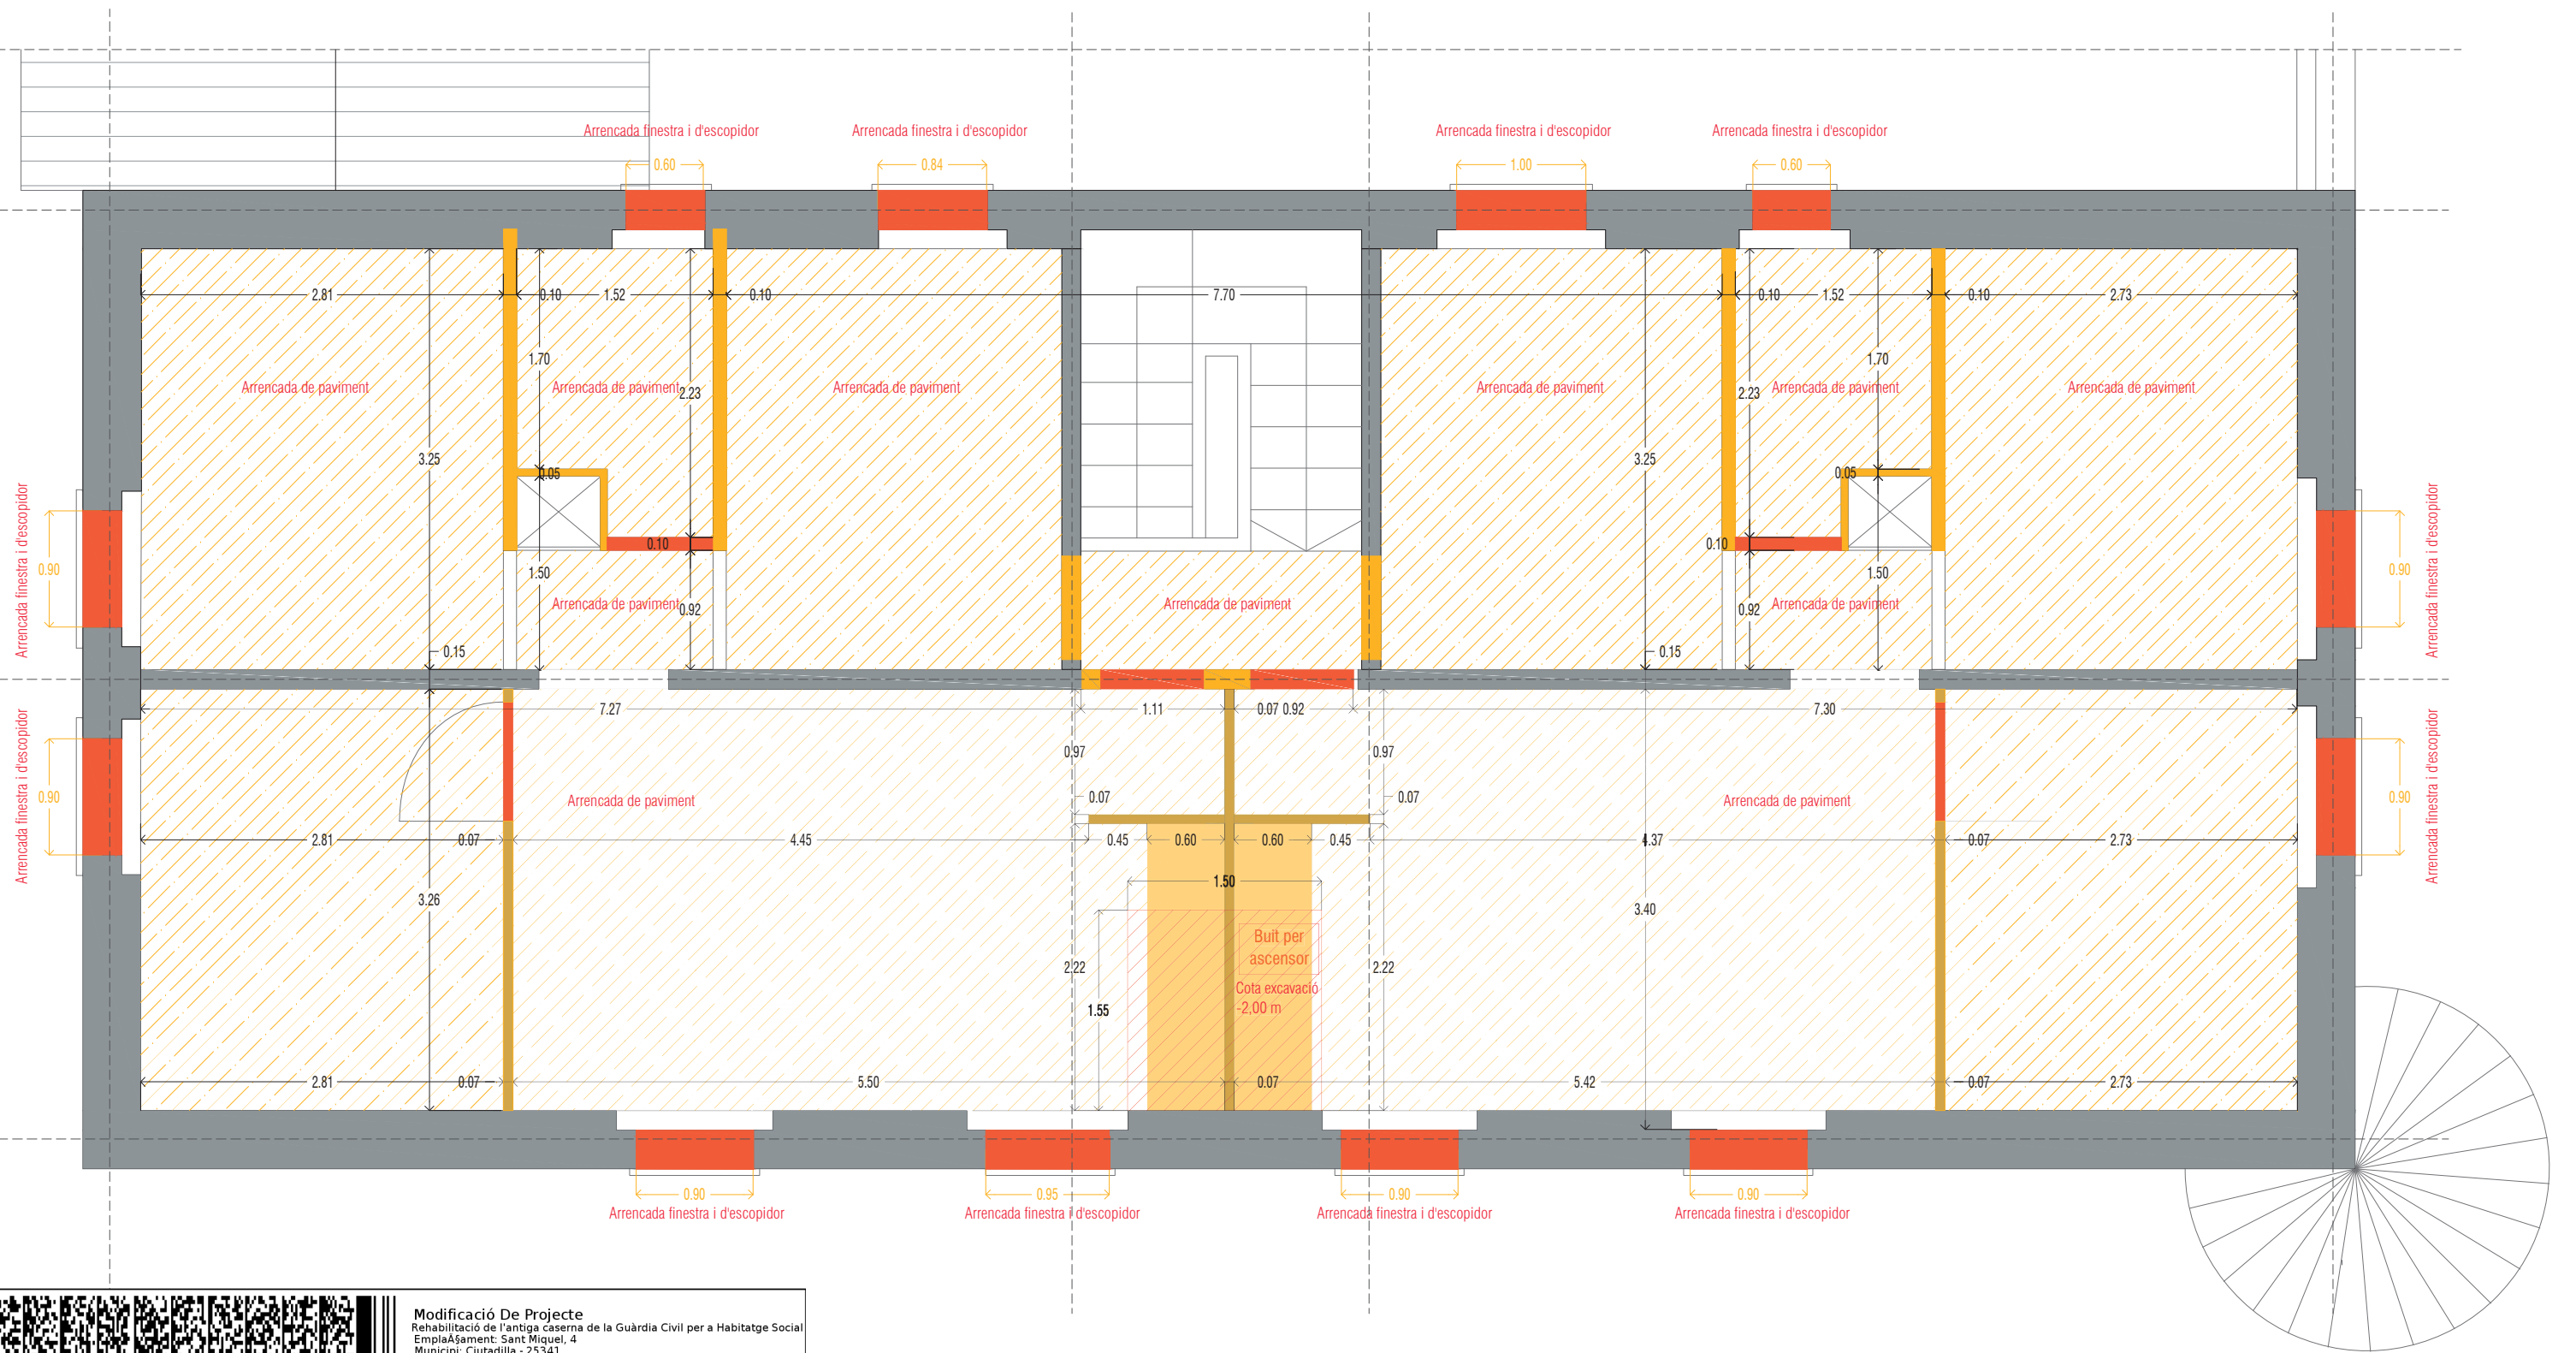 Arrencada finestra i d'escopidor
Arrencada finestra i d'escopidor
Arrencada finestra i d'escopidor
Arrencada finestra i d'escopidor
0.60
0.84
1.00
0.60
2.81
0.10
1.52
0.10
7.70
0.10
1.52
0.10
2.73
1.70
1.70
Arrencada de paviment
Arrencada de paviment
Arrencada de paviment
Arrencada de paviment
Arrencada de paviment
Arrencada de paviment
2.23
2.23
3.25
3.25
0.05
0.05
0.10
0.10
Arrencada finestra i d'escopidor
0.90
1.50
1.50
0.90
Arrencada finestra i d'escopidor
Arrencada de paviment
Arrencada de paviment
Arrencada de paviment
0.92
0.92
0.15
0.15
7.27
1.11
0.07
0.92
7.30
0.97
0.97
Arrencada finestra i d'escopidor
0.90
0.07
0.07
0.90
Arrencada finestra i d'escopidor
Arrencada de paviment
Arrencada de paviment
2.81
0.07
4.45
0.45
0.60
0.60
0.45
4.37
0.07
2.73
1.50
3.26
3.40
Buit per
ascensor
2.22
2.22
Cota excavació
-2,00 m
1.55
2.81
0.07
5.50
0.07
5.42
0.07
2.73
0.90
0.95
0.90
0.90
Arrencada finestra i d'escopidor
Arrencada finestra i d'escopidor
Arrencada finestra i d'escopidor
Arrencada finestra i d'escopidor
Modificació De Projecte
Rehabilitació de l'antiga caserna de la Guàrdia Civil per a Habitatge Social
EmplaÃ§ament: Sant Miquel, 4
Municipi: Ciutadilla - 25341